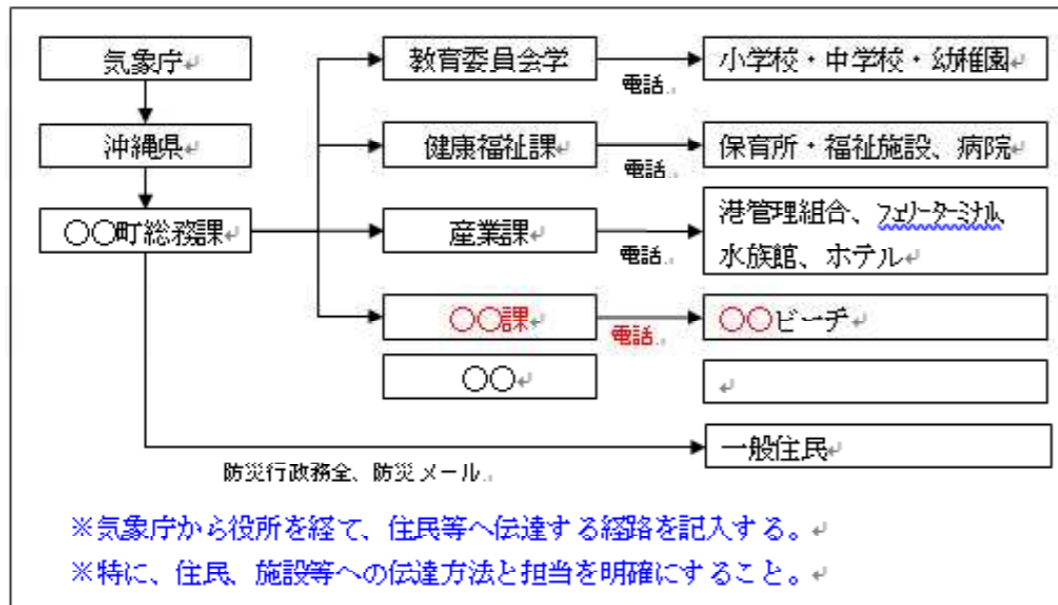 気象庁
教育委員会学
電話
小学校・中学校・幼稚園
沖縄県
健康福祉課
電話
保育所・福祉施設、病院
〇〇町総務課
産業課
電話
港管理組合、フェリーターミナル、
水族館、ホテル
〇〇課
電話
〇〇ビーチ
〇〇
一般住民
防災行政務全、防災メール
※気象庁から役所を経て、住民等へ伝達する経路を記入する。
※特に、住民、施設等への伝達方法と担当を明確にすること。